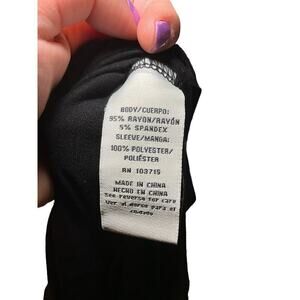 BODY/CUERPO:
95% RAYON/RAYÓN
5% SPANDEX
SLEEVE/MANGA:
100% POLYESTER/
POLIÉSTER
RN 103715
MADE IN CHINA
HECHO EN CHINA
See reverse for care
Ver al dorso para el
cuidado